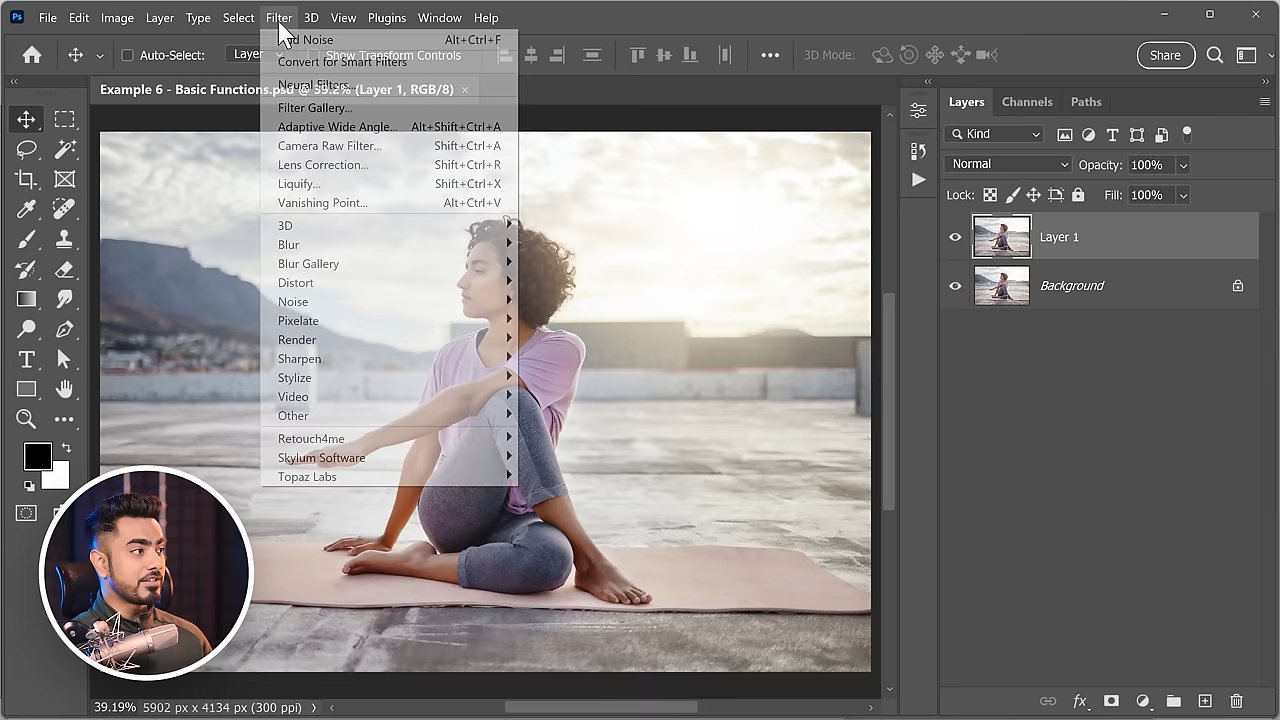 Ps File Edit Image Layer Type Select Filter 3D View Plugins Window Help
Auto-Select: Layer Show Transform Controls 3D Mode: Share
Example 6 - Basic Functions.psd @ 39.2% (Layer 1, RGB/8)
Noise Alt+Ctrl+F
Convert for Smart Filters
Neural Filters...
Filter Gallery...
Adaptive Wide Angle... Alt+Shift+Ctrl+A
Camera Raw Filter... Shift+Ctrl+A
Lens Correction... Shift+Ctrl+R
Liquify... Shift+Ctrl+X
Vanishing Point... Alt+Ctrl+V
3D
Blur
Blur Gallery
Distort
Noise
Pixelate
Render
Sharpen
Stylize
Video
Other
Retouch4me
Skylum Software
Topaz Labs
Layers Channels Paths
Kind
Normal Opacity: 100%
Lock: Fill: 100%
Layer 1
Background
fx
39.19% 5902 px x 4134 px (300 ppi)